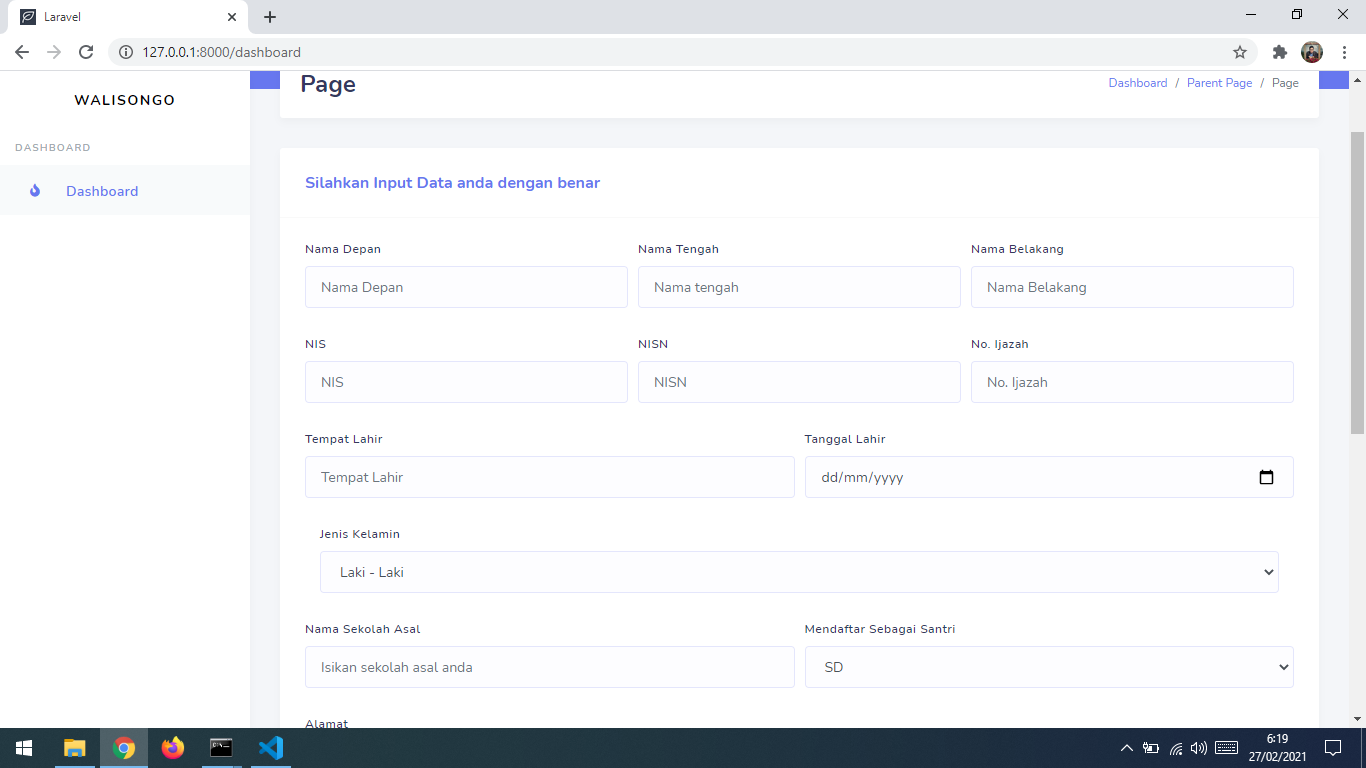 Laravel
127.0.0.1:8000/dashboard
WALISONGO
Page
Dashboard / Parent Page / Page
DASHBOARD
Dashboard
Silahkan Input Data anda dengan benar
Nama Depan Nama Tengah Nama Belakang
Nama Depan Nama tengah Nama Belakang
NIS NISN No. Ijazah
NIS NISN No. Ijazah
Tempat Lahir Tanggal Lahir
Tempat Lahir dd/mm/yyyy
Jenis Kelamin
Laki - Laki
Nama Sekolah Asal Mendaftar Sebagai Santri
Isikan sekolah asal anda SD
Alamat
6:19
27/02/2021